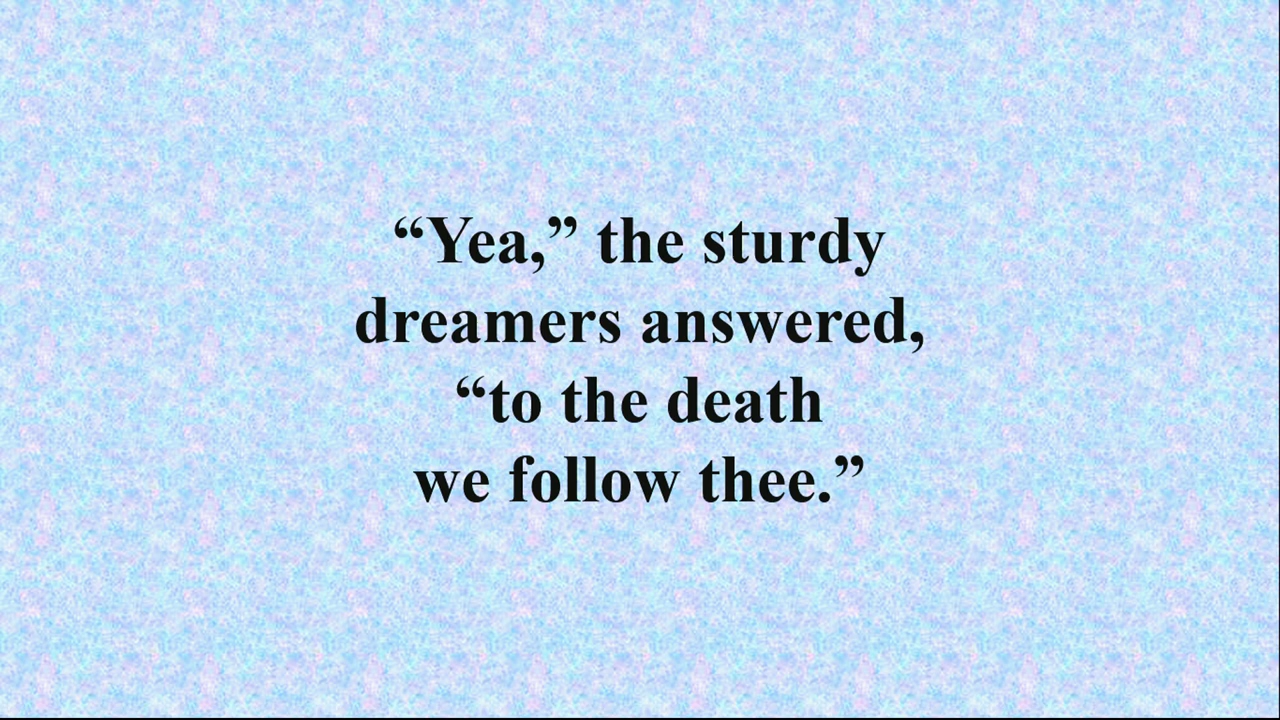 “Yea,” the sturdy
dreamers answered,
“to the death
we follow thee.”